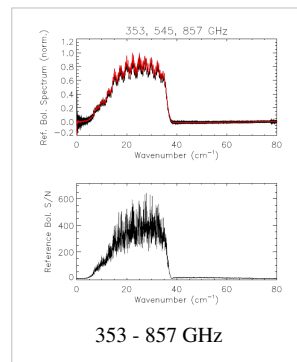 353, 545, 857 GHz
Ref. Bol. Spectrum (norm.)
1.2
1.0
0.8
0.6
0.4
0.2
-0.0
-0.2
0 20 40 60 80
Wavenumber (cm⁻¹)
Reference Bol. S/N
600
400
200
0
0 20 40 60 80
Wavenumber (cm⁻¹)
353 - 857 GHz